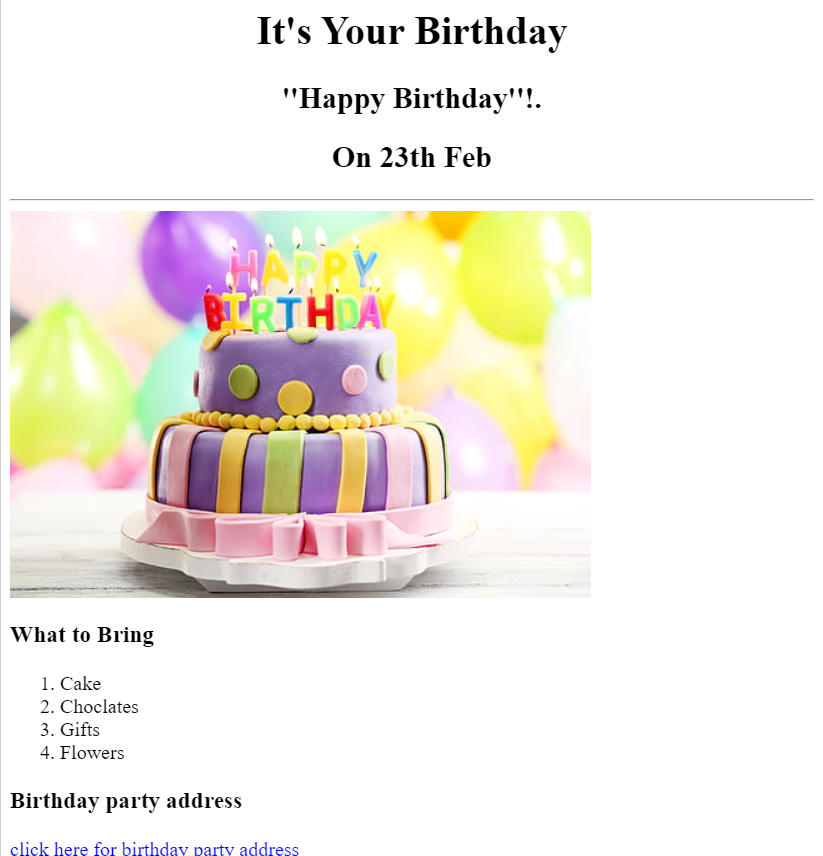 It's Your Birthday
"Happy Birthday"!.
On 23th Feb
HAPPY
BIRTHDAY
What to Bring
1. Cake
2. Choclates
3. Gifts
4. Flowers
Birthday party address
click here for birthday party address